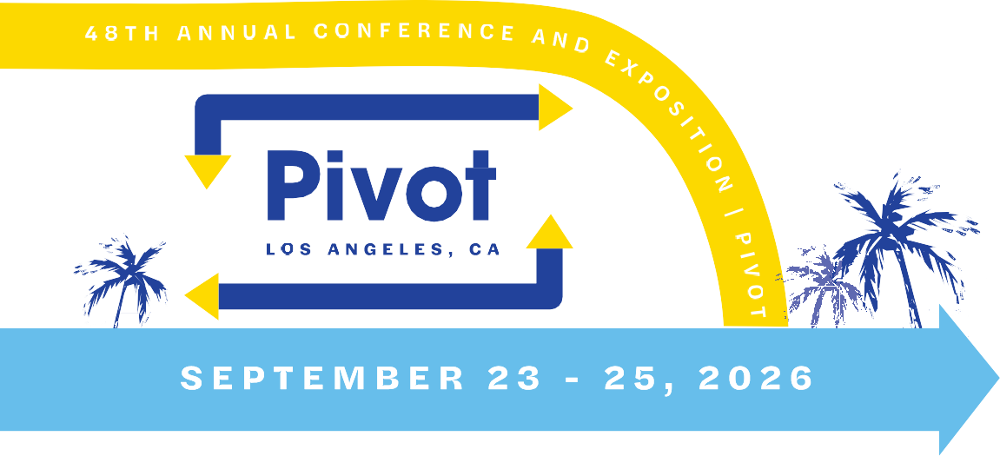 48TH ANNUAL CONFERENCE AND EXPOSITION | PIVOT
Pivot
LOS ANGELES, CA
SEPTEMBER 23 - 25, 2026